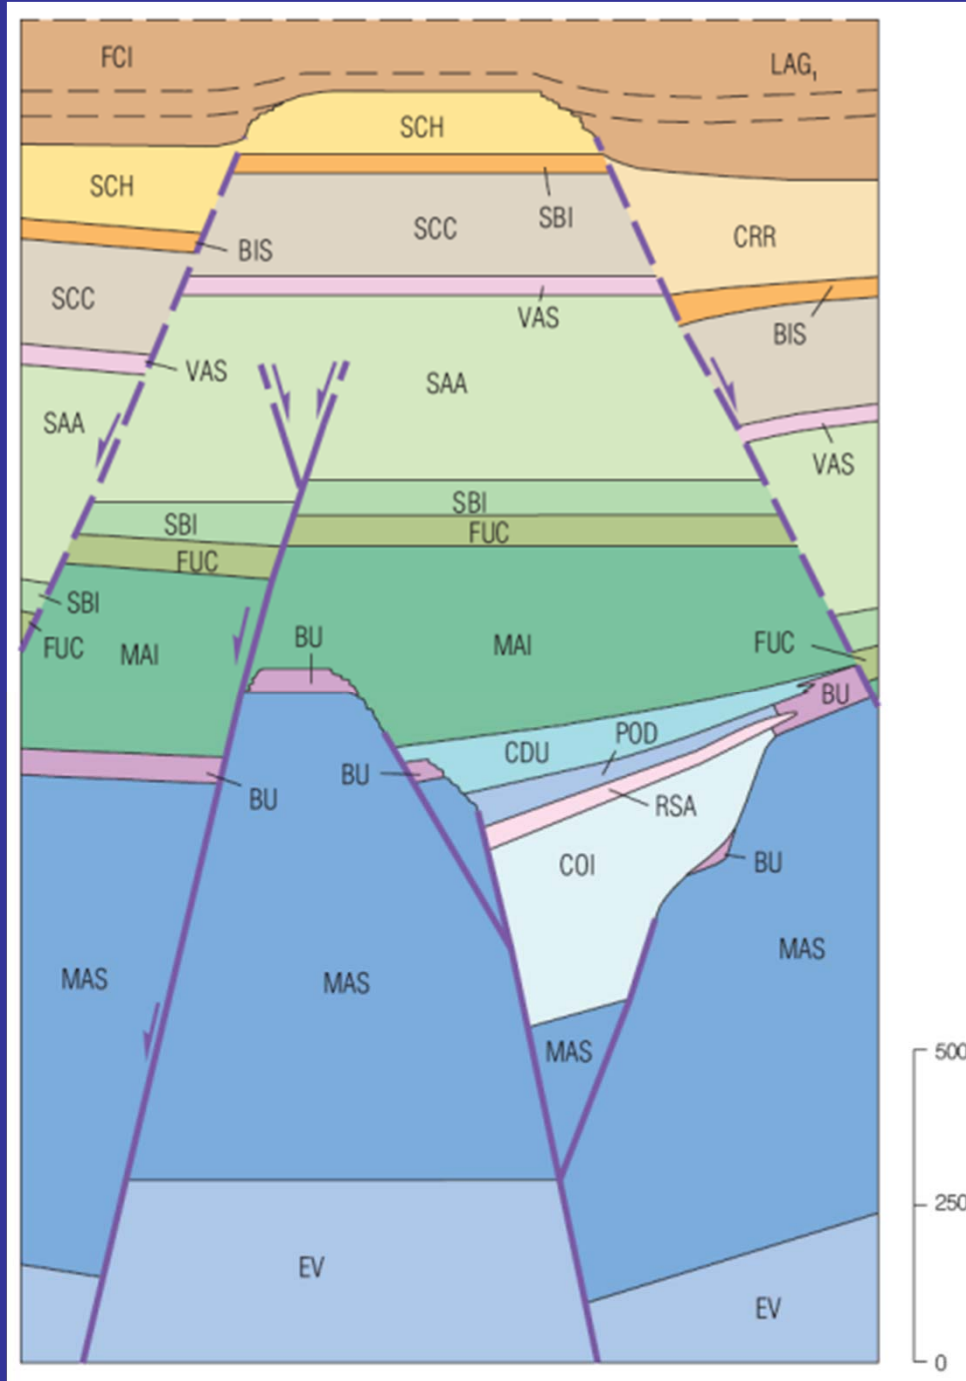 FCI
LAG₁
SCH
SCH
SBI
SCC
CRR
BIS
SCC
BIS
VAS
VAS
SAA
SAA
VAS
SBI
SBI
FUC
FUC
SBI
FUC
MAI
BU
MAI
FUC
BU
POD
CDU
BU
BU
RSA
COI
BU
MAS
MAS
MAS
MAS
500
250
EV
EV
0